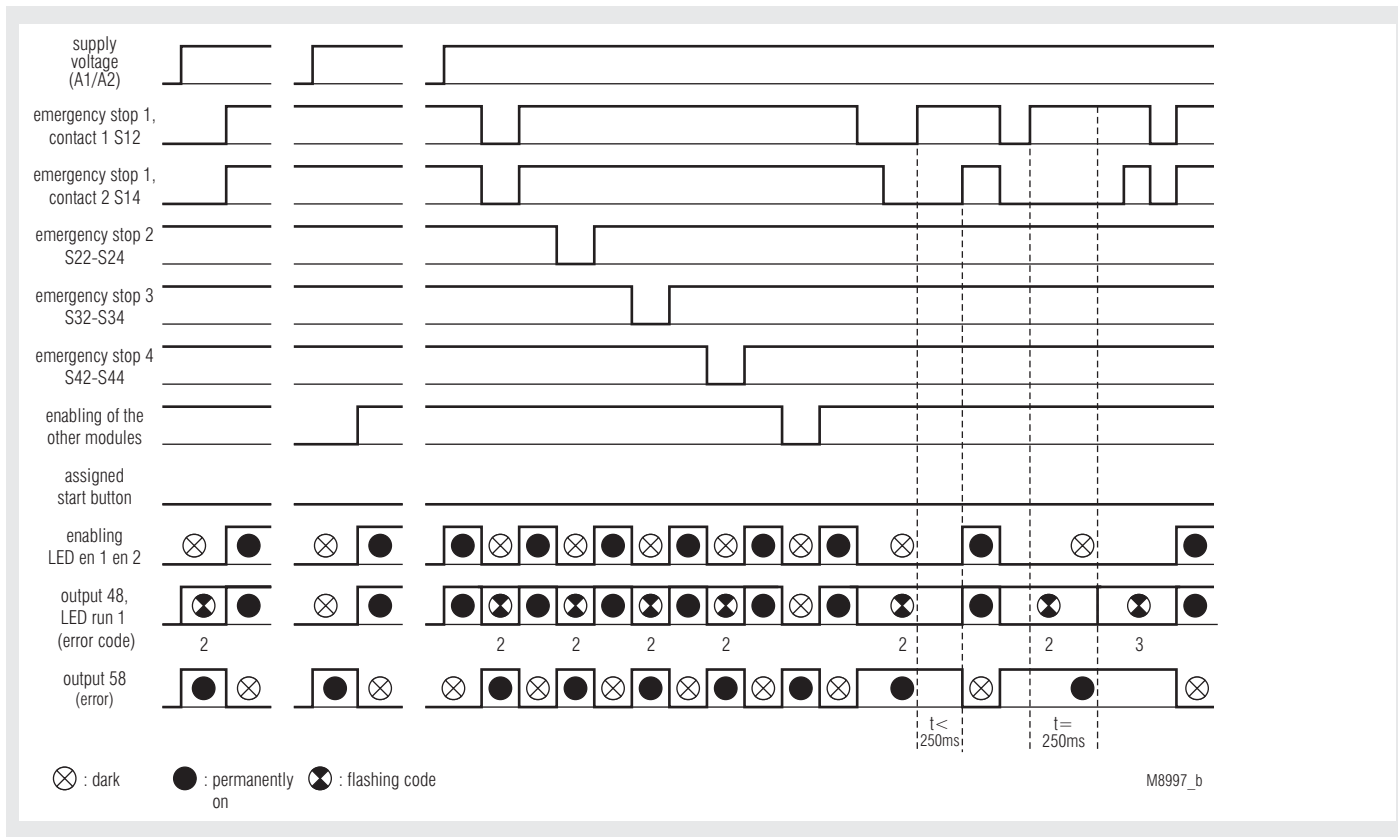 supply
voltage
(A1/A2)
emergency stop 1,
contact 1 S12
emergency stop 1,
contact 2 S14
emergency stop 2
S22-S24
emergency stop 3
S32-S34
emergency stop 4
S42-S44
enabling of the
other modules
assigned
start button
enabling
LED en 1 en 2
output 48,
LED run 1
(error code)
2 2 2 2 2 2 2 3
output 58
(error)
t<
250ms
t=
250ms
: dark : permanently on : flashing code
M8997_b